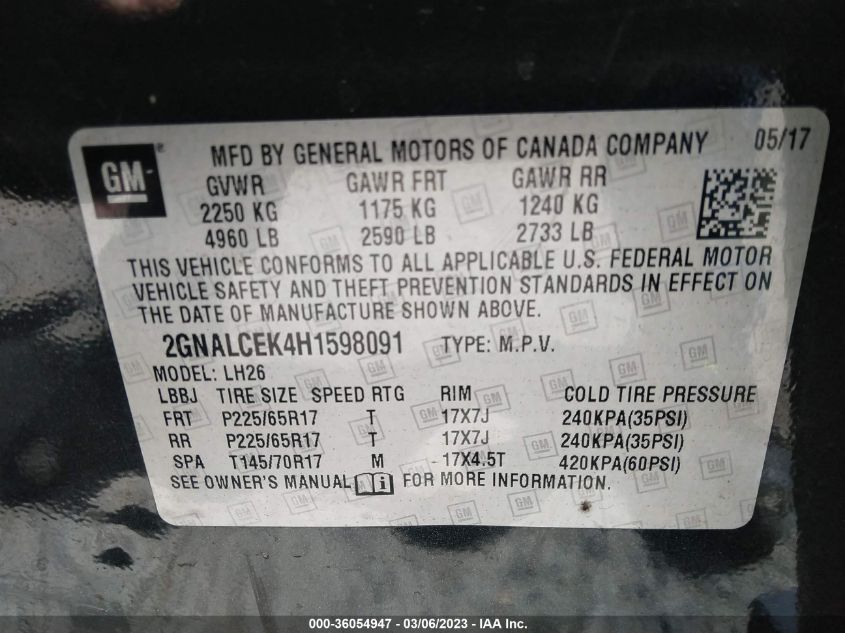 GM ® MFD BY GENERAL MOTORS OF CANADA COMPANY 05/17
GVWR GAWR FRT GAWR RR
2250 KG 1175 KG 1240 KG
4960 LB 2590 LB 2733 LB
THIS VEHICLE CONFORMS TO ALL APPLICABLE U.S. FEDERAL MOTOR
VEHICLE SAFETY AND THEFT PREVENTION STANDARDS IN EFFECT ON
THE DATE OF MANUFACTURE SHOWN ABOVE.
2GNALCEK4H1598091 TYPE: M.P.V.
MODEL: LH26
LBBJ TIRE SIZE SPEED RTG RIM COLD TIRE PRESSURE
FRT P225/65R17 T 17X7J 240KPA(35PSI)
RR P225/65R17 T 17X7J 240KPA(35PSI)
SPA T145/70R17 M 17X4.5T 420KPA(60PSI)
SEE OWNER'S MANUAL FOR MORE INFORMATION.
000-36054947 - 03/06/2023 - IAA Inc.